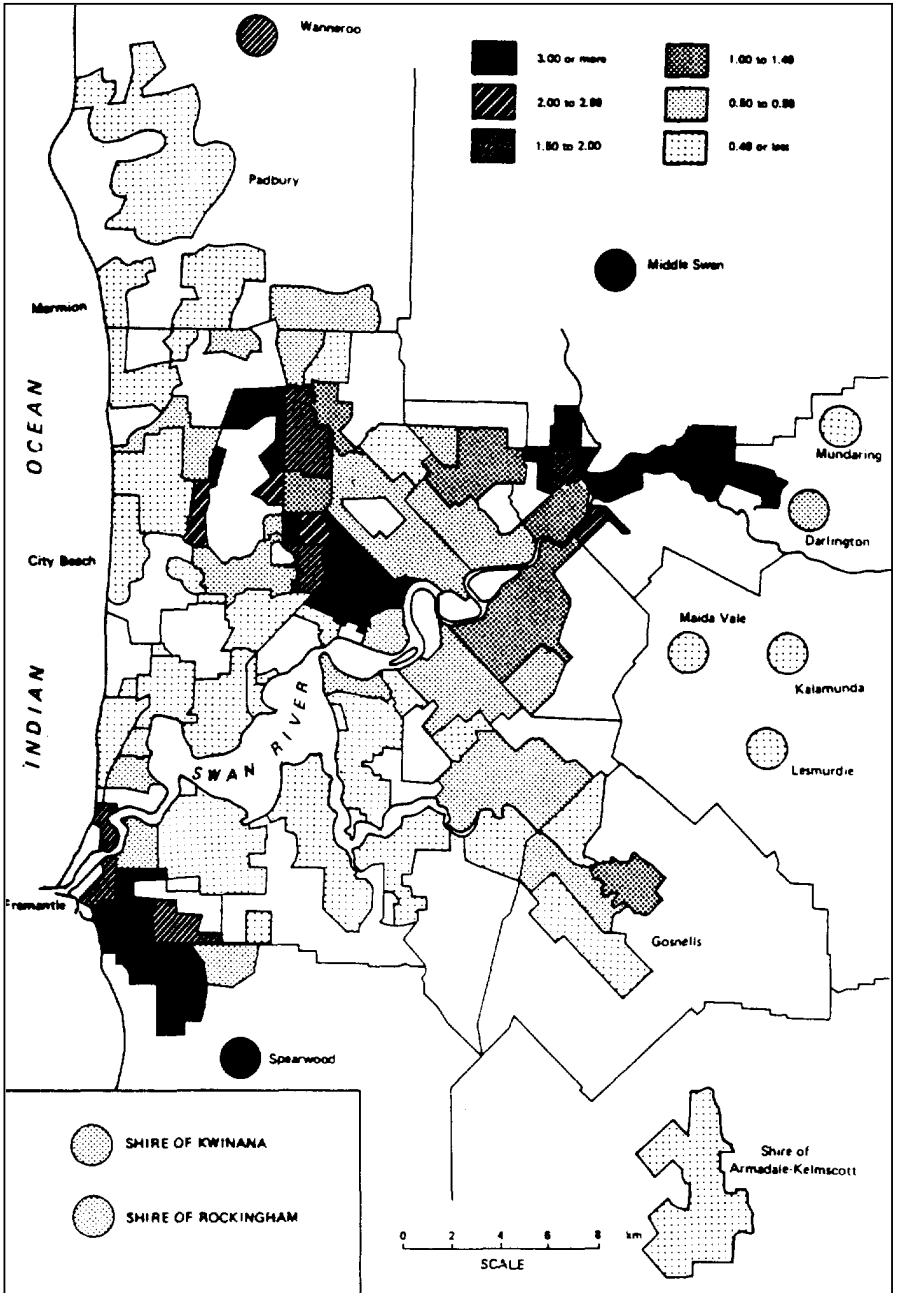 Wanneroo
3.00 or more
2.00 to 2.99
1.50 to 2.00
1.00 to 1.49
0.50 to 0.99
0.49 or less
Padbury
Middle Swan
Marmion
OCEAN
Mundaring
Darlington
City Beach
Maida Vale
Kalamunda
INDIAN
SWAN RIVER
Lesmurdie
Fremantle
Gosnells
Spearwood
SHIRE OF KWINANA
SHIRE OF ROCKINGHAM
Shire of
Armadale-Kelmscott
0 2 4 6 8 km
SCALE